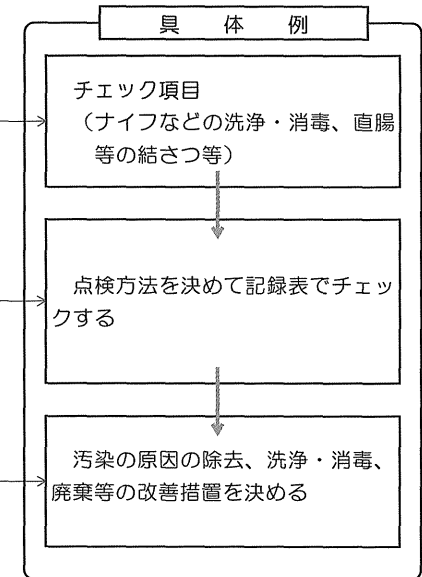 具体例
チェック項目
(ナイフなどの洗浄・消毒、直腸
等の結さつ等)
点検方法を決めて記録表でチェッ
クする
汚染の原因の除去、洗浄・消毒、
廃棄等の改善措置を決める